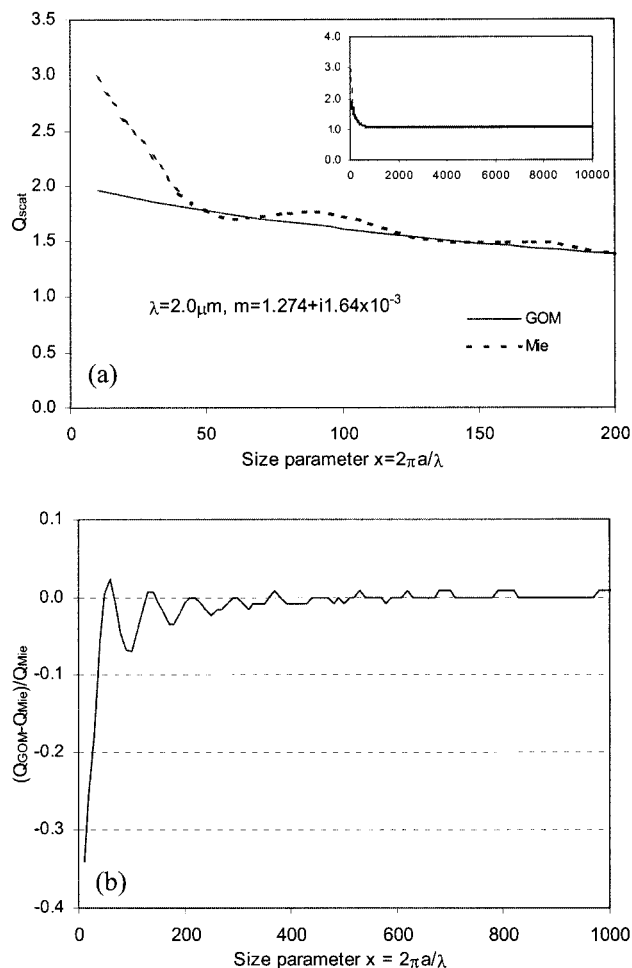 3.5
3.0
2.5
2.0
1.5
1.0
0.5
0.0
Qscat
4.0
3.0
2.0
1.0
0.0
0 2000 4000 6000 8000 10000
λ=2.0μm, m=1.274+i1.64x10⁻³
GOM
Mie
(a)
0 50 100 150 200
Size parameter x=2πa/λ
0.1
0.0
-0.1
-0.2
-0.3
-0.4
(QGOM-QMie)/QMie
(b)
0 200 400 600 800 1000
Size parameter x = 2πa/λ